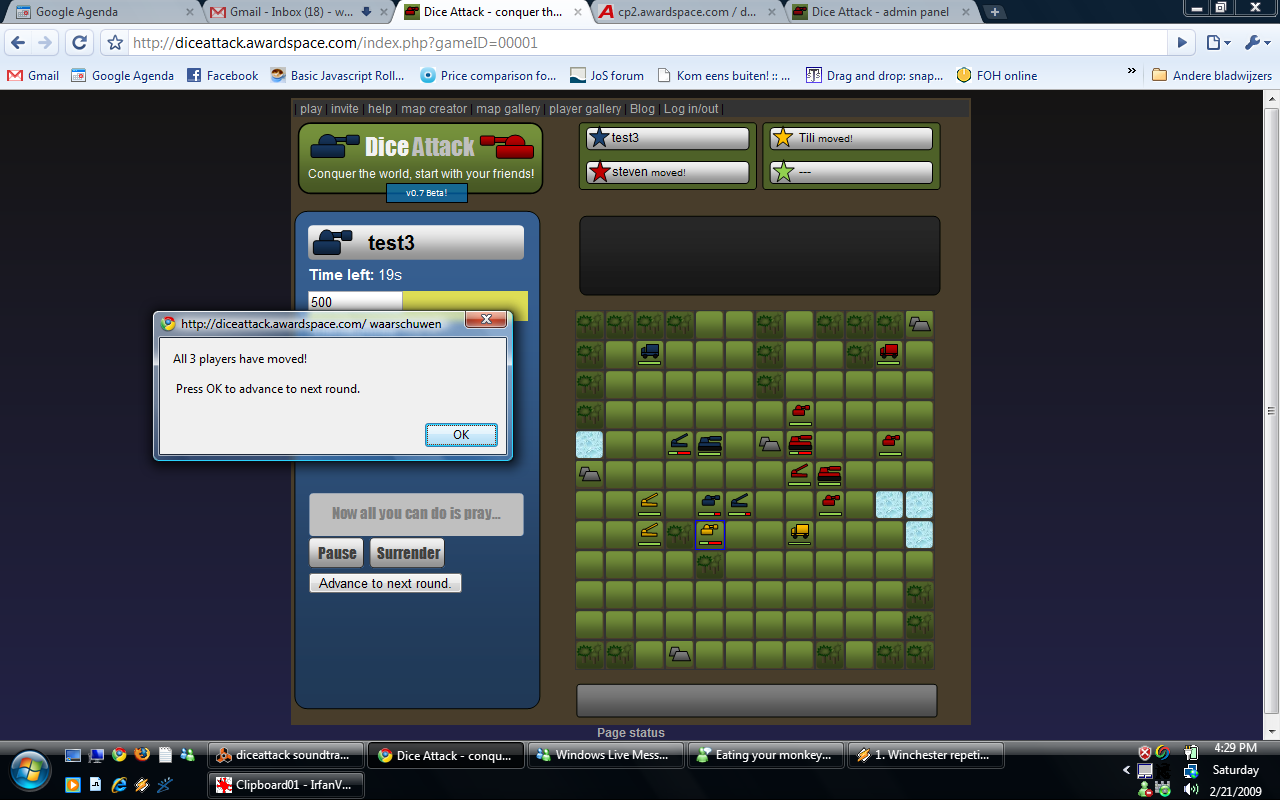 Google Agenda
Gmail - Inbox (18) - w...
Dice Attack - conquer th...
cp2.awardspace.com / d...
Dice Attack - admin panel
http://diceattack.awardspace.com/index.php?gameID=00001
Gmail
Google Agenda
Facebook
Basic Javascript Roll...
Price comparison fo...
JoS forum
Kom eens buiten! :: ...
Drag and drop: snap...
FOH online
»
Andere bladwijzers
| play | invite | help | map creator | map gallery | player gallery | Blog | Log in/out |
Dice Attack
Conquer the world, start with your friends!
v0.7 Beta!
test3
Tili moved!
steven moved!
---
test3
Time left: 19s
500
http://diceattack.awardspace.com/ waarschuwen
All 3 players have moved!
Press OK to advance to next round.
OK
Now all you can do is pray...
Pause
Surrender
Advance to next round.
Page status
diceattack soundtra...
Dice Attack - conqu...
Windows Live Mess...
Eating your monkey...
1. Winchester repeti...
Clipboard01 - IrfanV...
4:29 PM
Saturday
2/21/2009